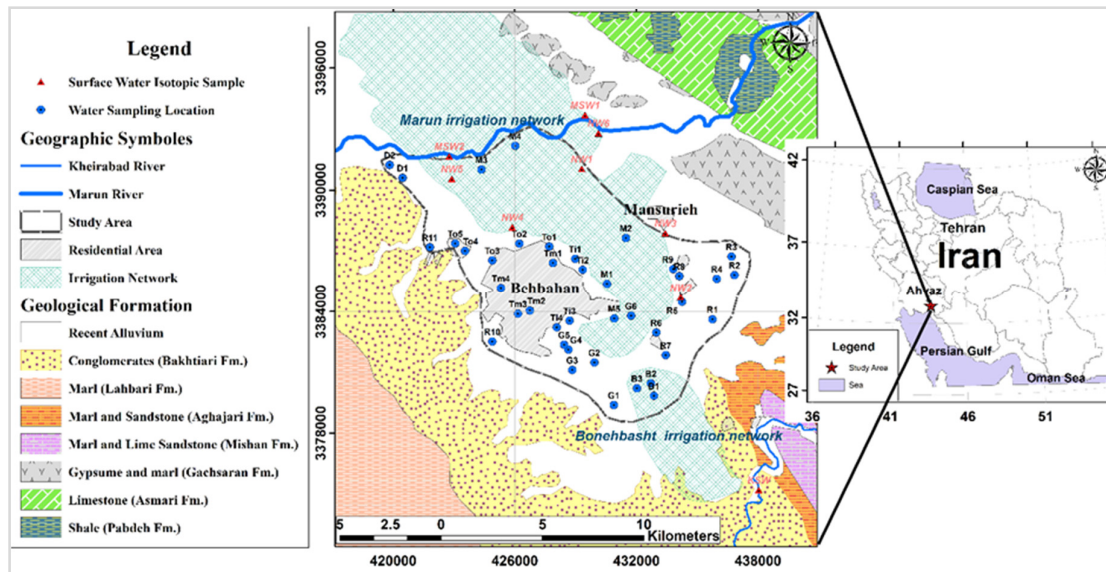 Legend
Surface Water Isotopic Sample
Water Sampling Location
Geographic Symboles
Kheirabad River
Marun River
Study Area
Residential Area
Irrigation Network
Geological Formation
Recent Alluvium
Conglomerates (Bakhtiari Fm.)
Marl (Lahbari Fm.)
Marl and Sandstone (Aghajari Fm.)
Marl and Lime Sandstone (Mishan Fm.)
Gypsume and marl (Gachsaran Fm.)
Limestone (Asmari Fm.)
Shale (Pabdeh Fm.)
3396000
3390000
3384000
3378000
MSW1
NW6
Marun irrigation network
M4
MSW2
M3
NW1
D2
D1
NW5
Mansurieh
NW4
NW3
M2
R11
To5
To4
To2
To1
To3
Tm1
Ti1
Ti2
R3
R9
R8
R4
R2
Tm4
M1
NW2
Behbahan
Tm3
Tm2
Ti4
Ti3
M5
G6
R5
R1
R6
R10
G5
G4
R7
G3
G2
B3
B2
B1
G1
Bonehbasht irrigation network
5 2.5 0 5 10
Kilometers
420000 426000 432000 438000
N
S
42
37
32
27
Caspian Sea
Tehran
Iran
Ahvaz
Persian Gulf
Oman Sea
Legend
Study Area
Sea
36 41 46 51